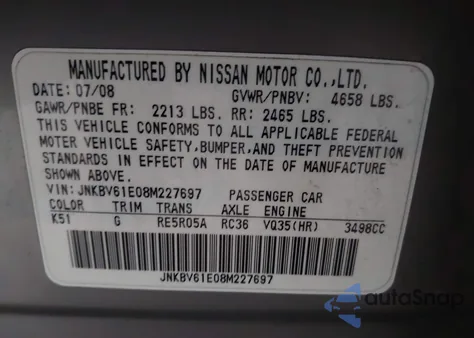 MANUFACTURED BY NISSAN MOTOR CO.,LTD.
DATE: 07/08 GVWR/PNBV: 4658 LBS.
GAWR/PNBE FR: 2213 LBS. RR: 2465 LBS.
THIS VEHICLE CONFORMS TO ALL APPLICABLE FEDERAL
MOTER VEHICLE SAFETY,BUMPER,AND THEFT PREVENTION
STANDARDS IN EFFECT ON THE DATE OF MANUFACTURE
SHOWN ABOVE.
VIN: JNKBV61E08M227697 PASSENGER CAR
COLOR TRIM TRANS AXLE ENGINE
K51 G RE5R05A RC36 VQ35(HR) 3498CC
JNKBV61E08M227697
autoSnap